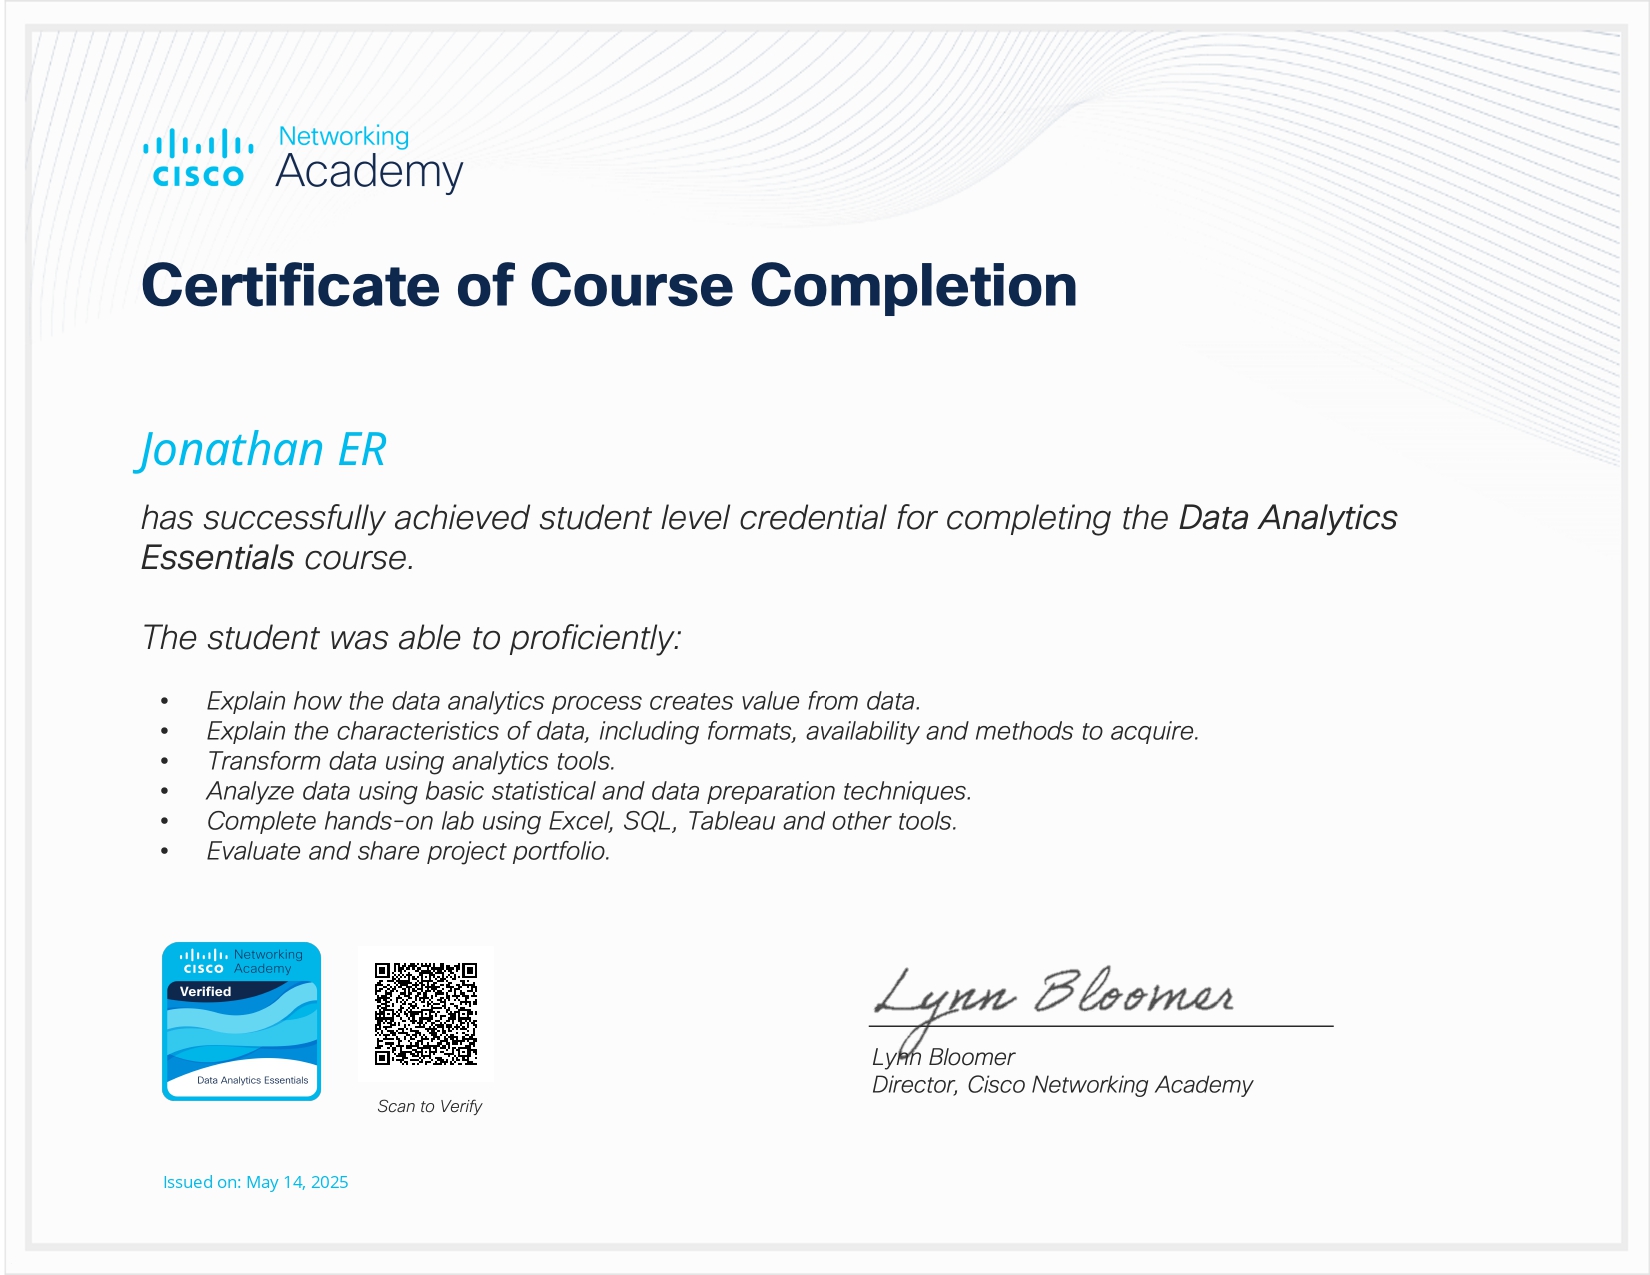 Networking
CISCO Academy
Certificate of Course Completion
Jonathan ER
has successfully achieved student level credential for completing the Data Analytics
Essentials course.
The student was able to proficiently:
• Explain how the data analytics process creates value from data.
• Explain the characteristics of data, including formats, availability and methods to acquire.
• Transform data using analytics tools.
• Analyze data using basic statistical and data preparation techniques.
• Complete hands-on lab using Excel, SQL, Tableau and other tools.
• Evaluate and share project portfolio.
Networking
CISCO Academy
Verified
Data Analytics Essentials
Scan to Verify
Lynn Bloomer
Lynn Bloomer
Director, Cisco Networking Academy
Issued on: May 14, 2025